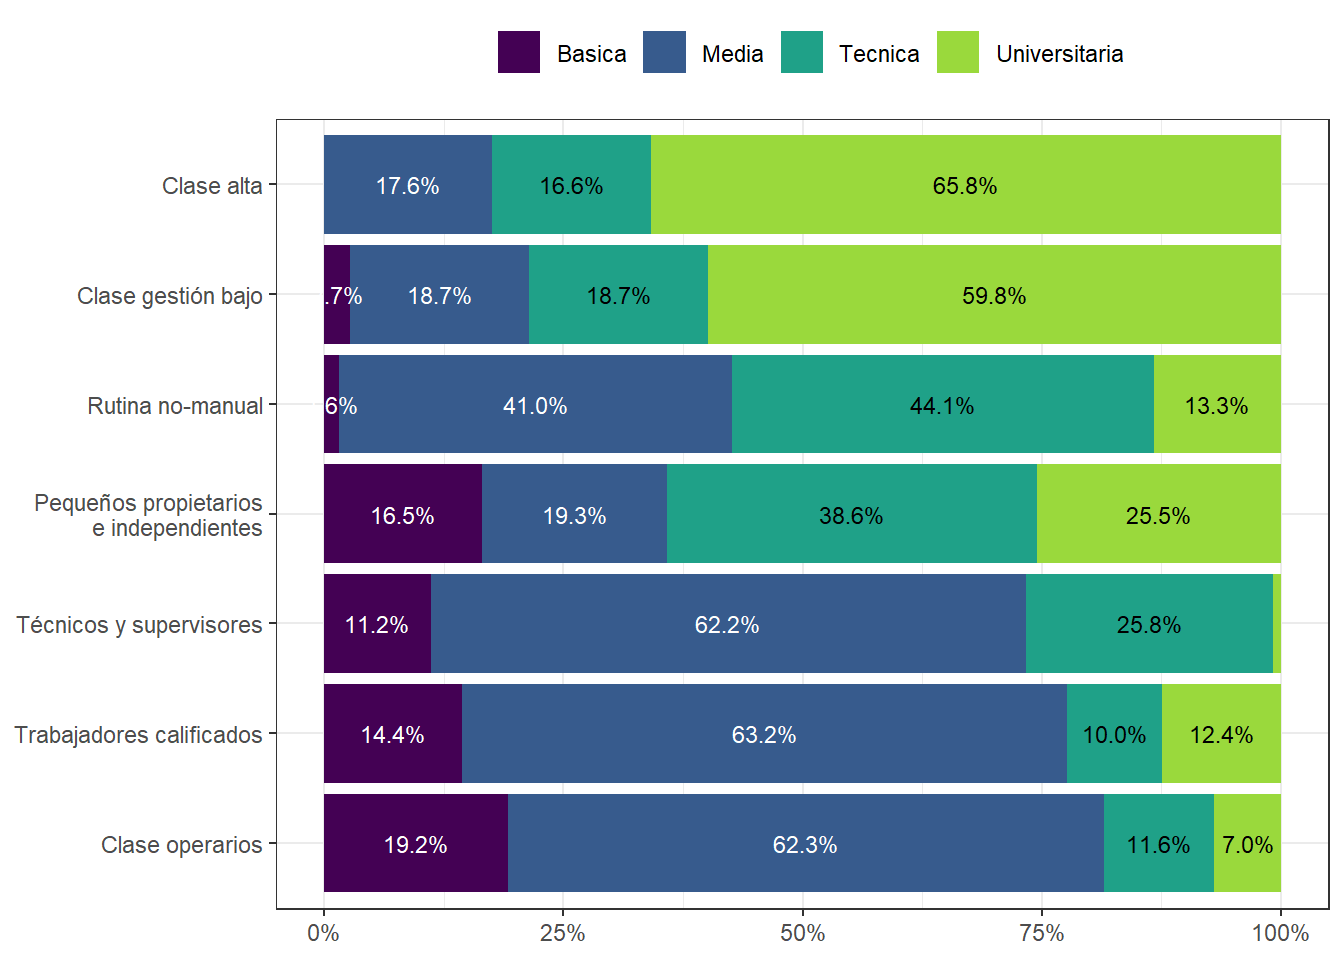 Basica Media Tecnica Universitaria
Clase alta 17.6% 16.6% 65.8%
Clase gestión bajo .7% 18.7% 18.7% 59.8%
Rutina no-manual 6% 41.0% 44.1% 13.3%
Pequeños propietarios
e independientes 16.5% 19.3% 38.6% 25.5%
Técnicos y supervisores 11.2% 62.2% 25.8%
Trabajadores calificados 14.4% 63.2% 10.0% 12.4%
Clase operarios 19.2% 62.3% 11.6% 7.0%
0% 25% 50% 75% 100%